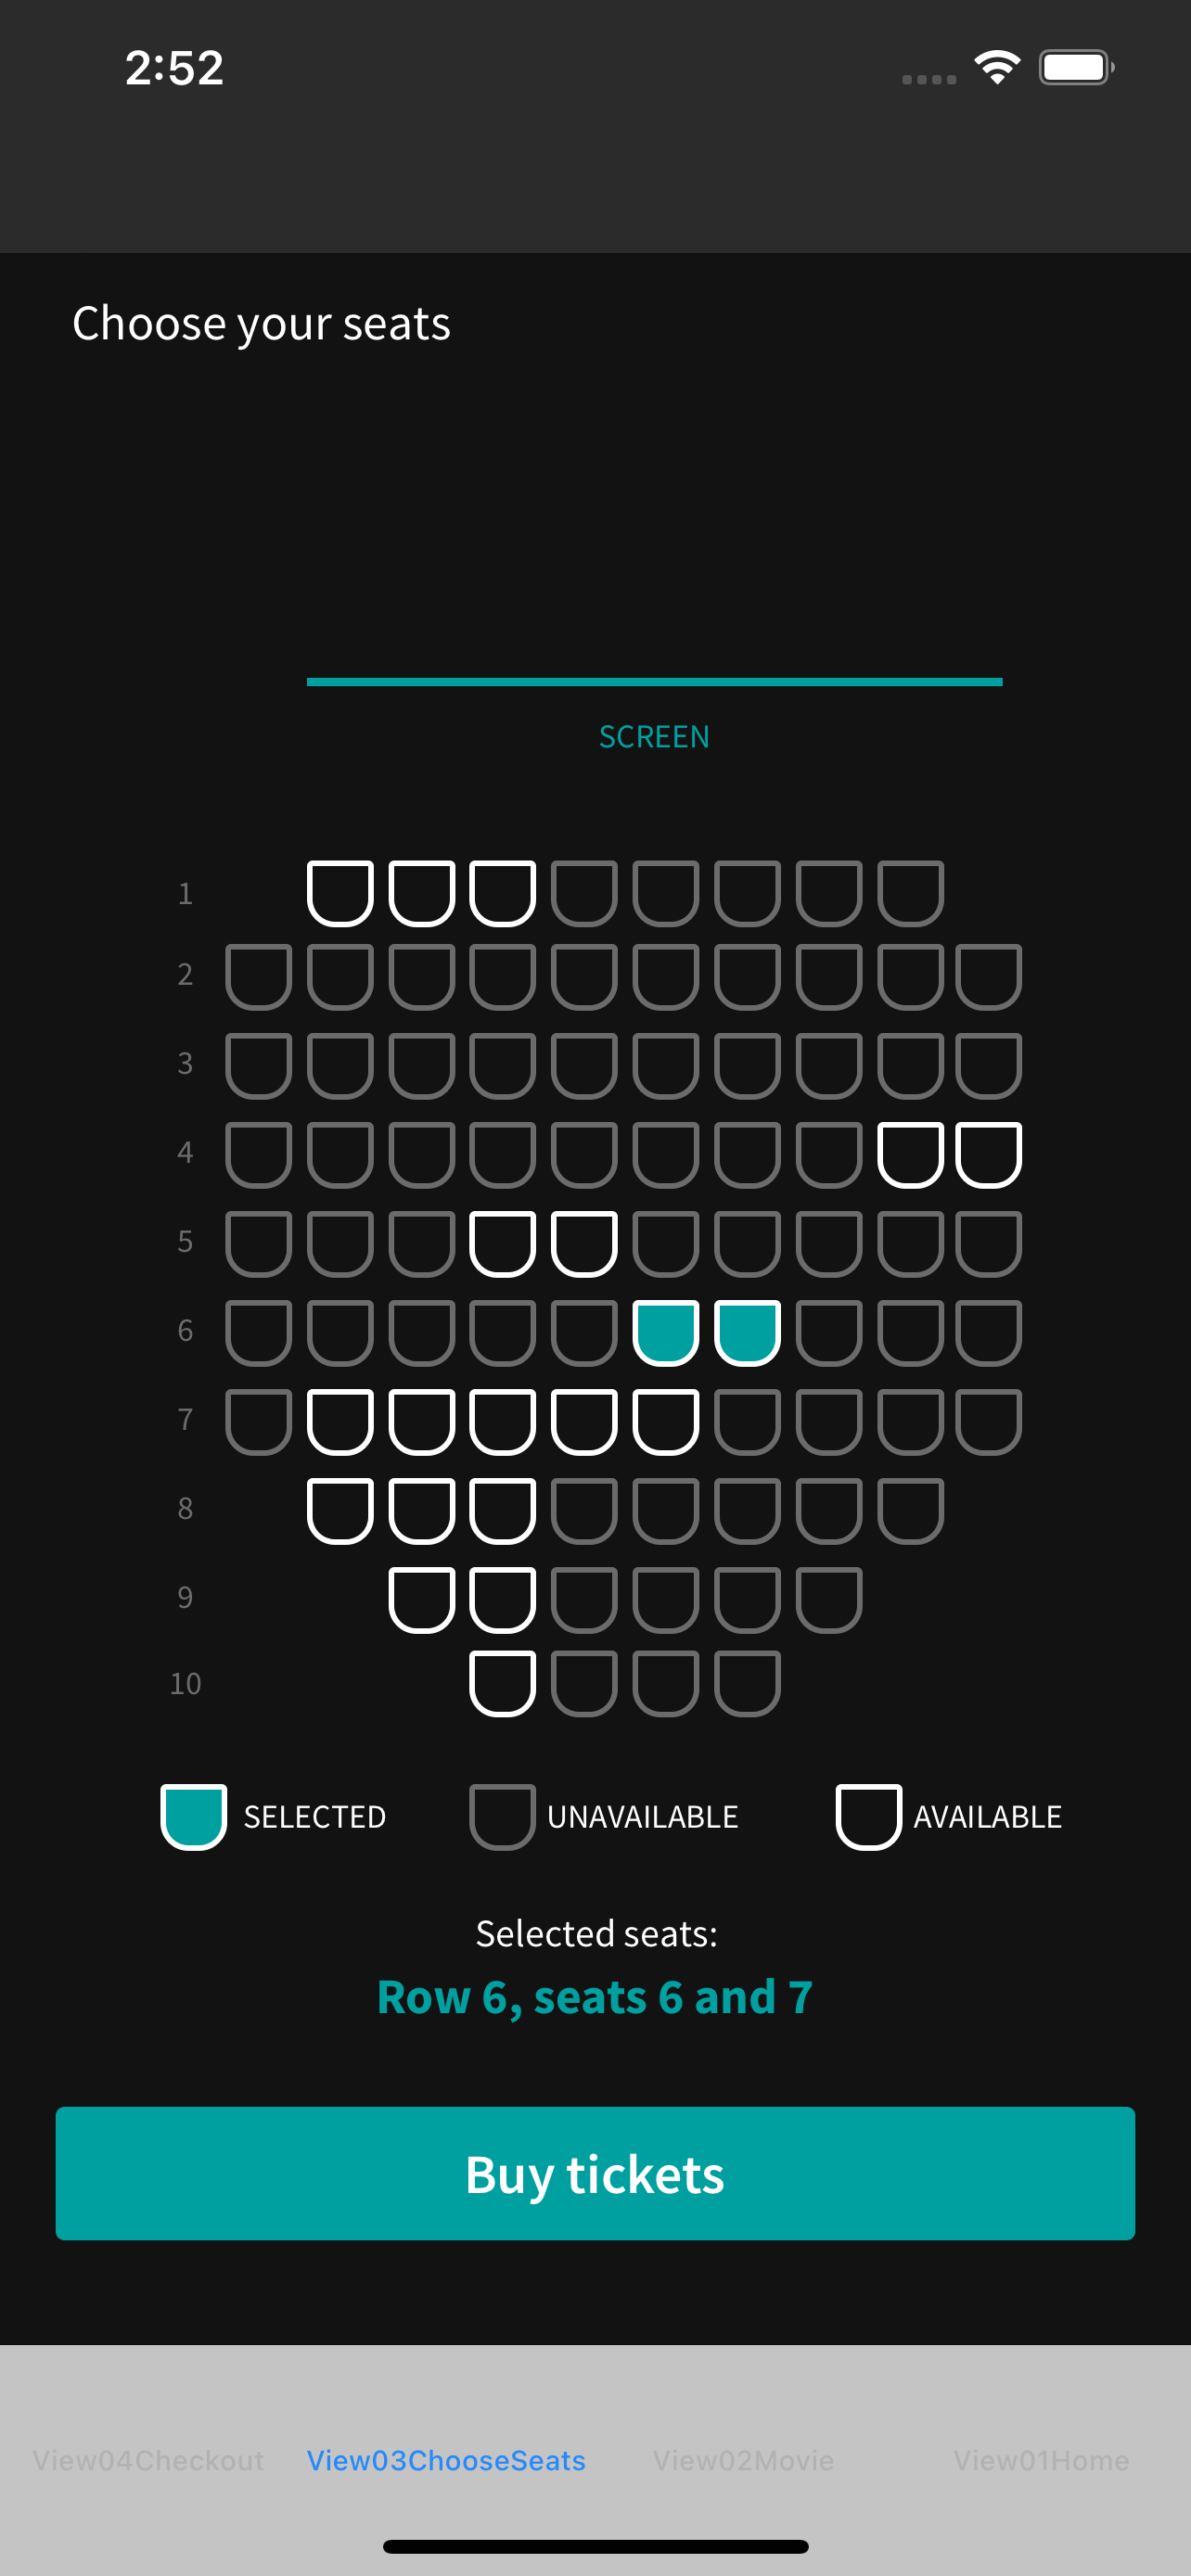 2:52
Choose your seats
SCREEN
1
2
3
4
5
6
7
8
9
10
SELECTED UNAVAILABLE AVAILABLE
Selected seats:
Row 6, seats 6 and 7
Buy tickets
View04Checkout View03ChooseSeats View02Movie View01Home